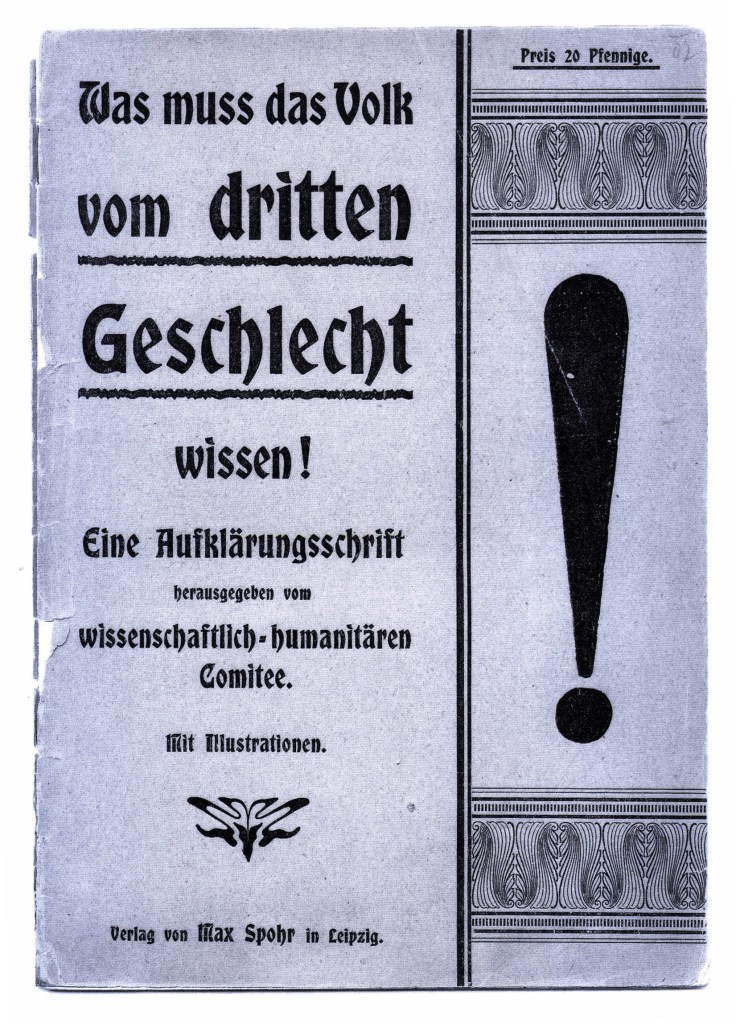 Preis 20 Pfennige.
Was muss das Volk
vom dritten
Geschlecht
wissen!
Eine Aufklärungsschrift
herausgegeben vom
wissenschaftlich-humanitären
Comitee.
Mit Illustrationen.
Verlag von Max Spohr in Leipzig.
!